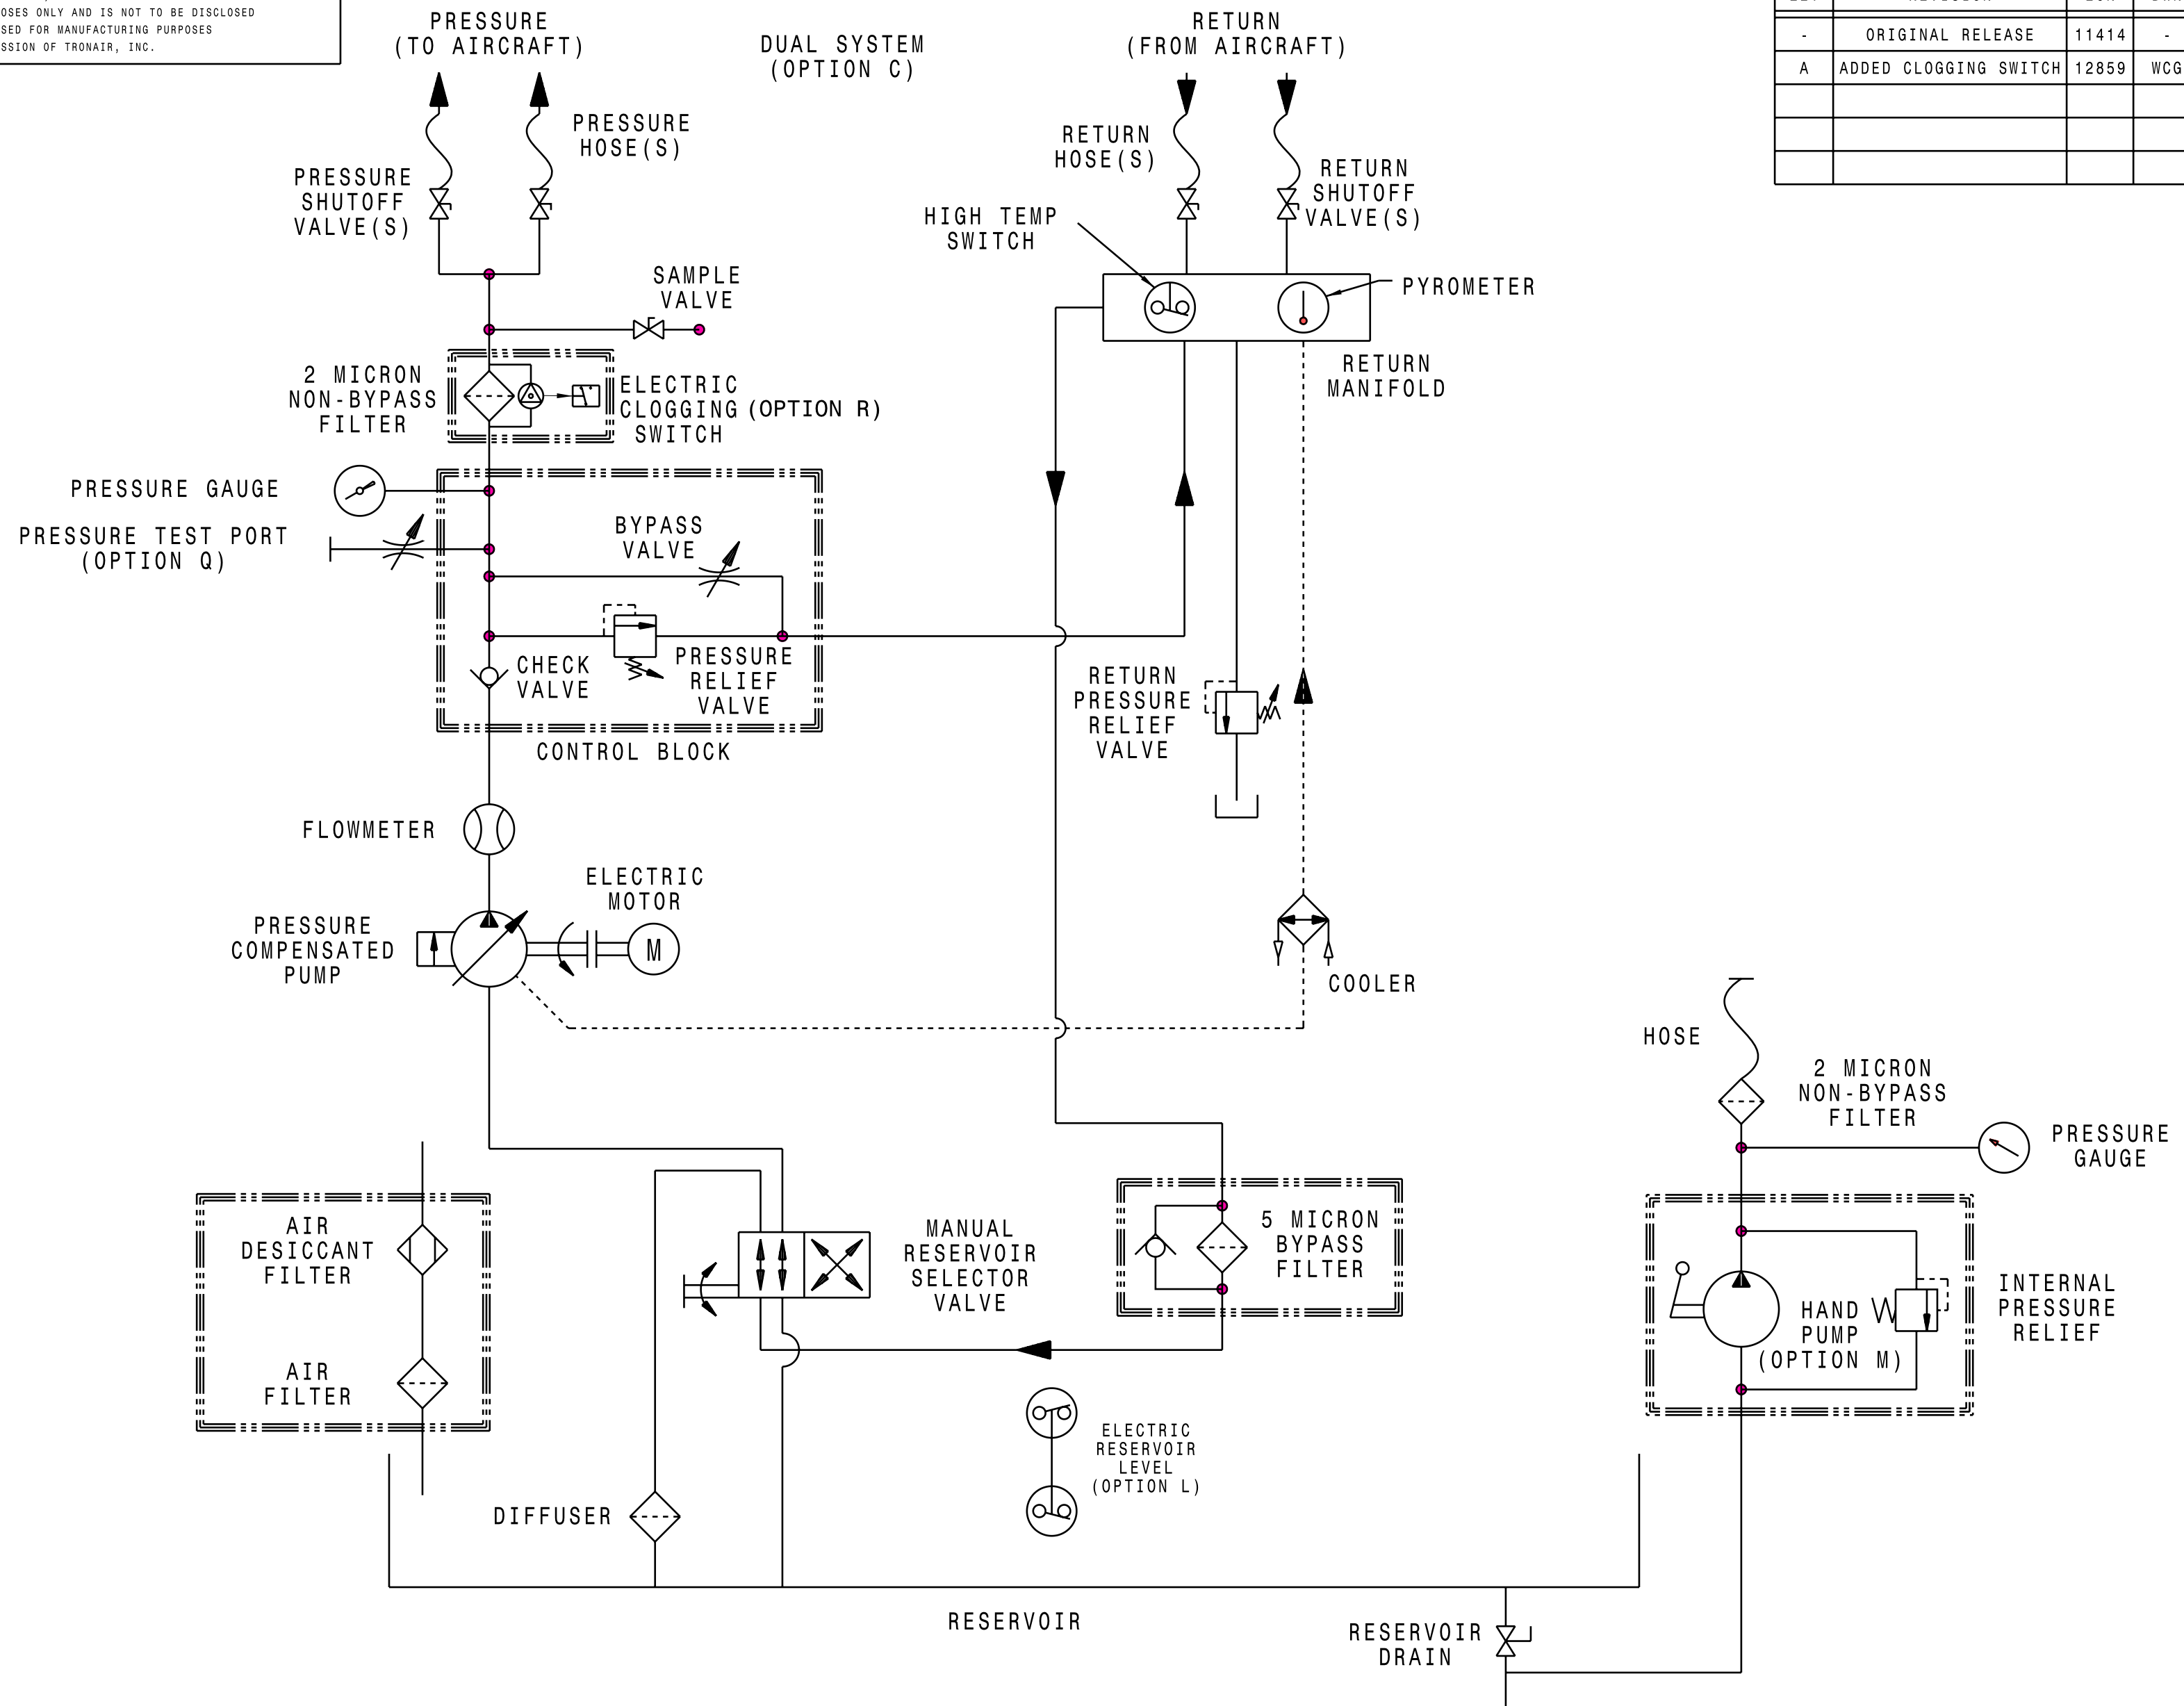 OSES ONLY AND IS NOT TO BE DISCLOSED
SED FOR MANUFACTURING PURPOSES
SSION OF TRONAIR, INC.
PRESSURE
(TO AIRCRAFT)
DUAL SYSTEM
(OPTION C)
RETURN
(FROM AIRCRAFT)
- ORIGINAL RELEASE 11414 -
A ADDED CLOGGING SWITCH 12859 WCG
PRESSURE
HOSE(S)
PRESSURE
SHUTOFF
VALVE(S)
RETURN
HOSE(S)
RETURN
SHUTOFF
VALVE(S)
HIGH TEMP
SWITCH
SAMPLE
VALVE
PYROMETER
RETURN
MANIFOLD
2 MICRON
NON-BYPASS
FILTER
ELECTRIC
CLOGGING (OPTION R)
SWITCH
PRESSURE GAUGE
PRESSURE TEST PORT
(OPTION Q)
BYPASS
VALVE
CHECK
VALVE
PRESSURE
RELIEF
VALVE
CONTROL BLOCK
RETURN
PRESSURE
RELIEF
VALVE
FLOWMETER
ELECTRIC
MOTOR
M
PRESSURE
COMPENSATED
PUMP
COOLER
HOSE
2 MICRON
NON-BYPASS
FILTER
PRESSURE
GAUGE
AIR
DESICCANT
FILTER
AIR
FILTER
MANUAL
RESERVOIR
SELECTOR
VALVE
5 MICRON
BYPASS
FILTER
HAND
PUMP
(OPTION M)
INTERNAL
PRESSURE
RELIEF
ELECTRIC
RESERVOIR
LEVEL
(OPTION L)
DIFFUSER
RESERVOIR
RESERVOIR
DRAIN